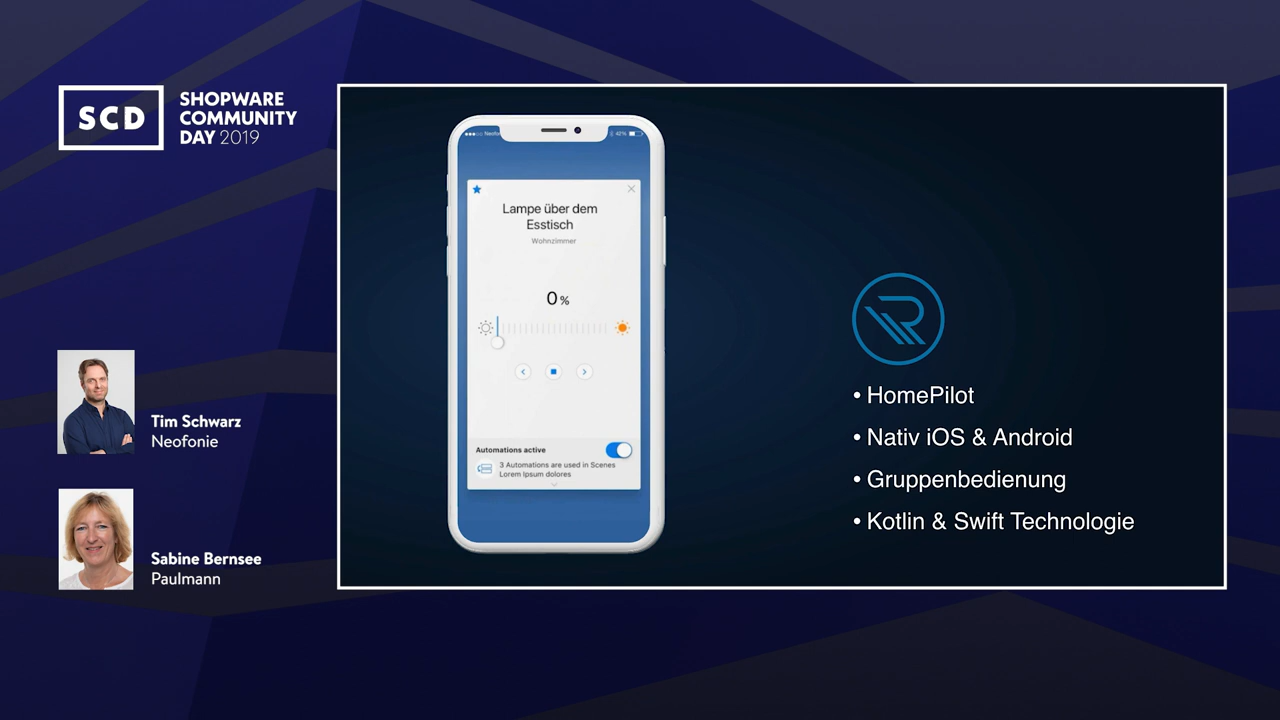 SCD
SHOPWARE
COMMUNITY
DAY 2019
Tim Schwarz
Neofonie
Sabine Bernsee
Paulmann
42%
Lampe über dem
Esstisch
Wohnzimmer
0 %
Automations active
3 Automations are used in Scenes
Lorem Ipsum dolores
• HomePilot
• Nativ iOS & Android
• Gruppenbedienung
• Kotlin & Swift Technologie